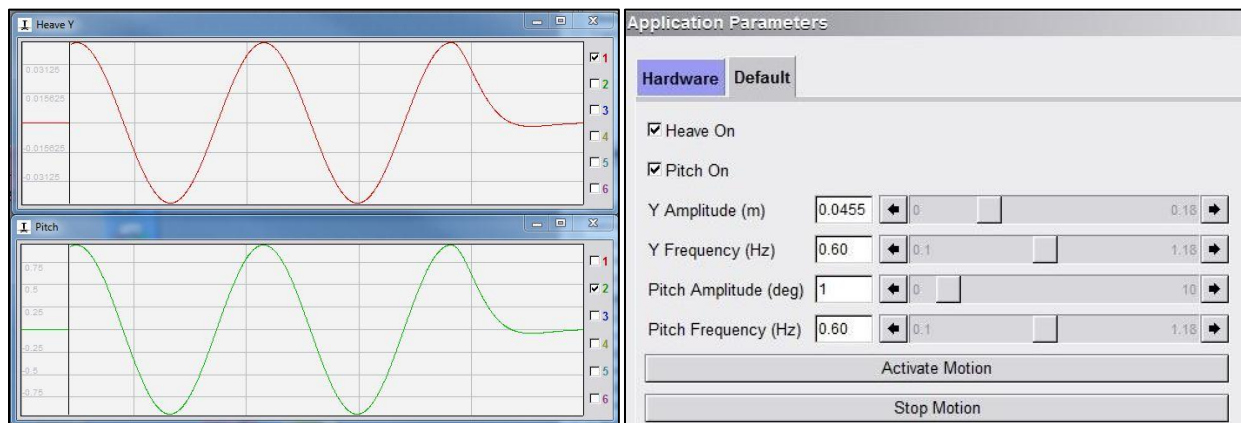 Heave Y
0.03125
0.015625
-0.015625
-0.03125
1
2
3
4
5
6
Pitch
0.75
0.5
0.25
-0.25
-0.5
-0.75
1
2
3
4
5
6
Application Parameters
Hardware Default
Heave On
Pitch On
Y Amplitude (m) 0.0455 0 0.18
Y Frequency (Hz) 0.60 0.1 1.18
Pitch Amplitude (deg) 1 0 10
Pitch Frequency (Hz) 0.60 0.1 1.18
Activate Motion
Stop Motion